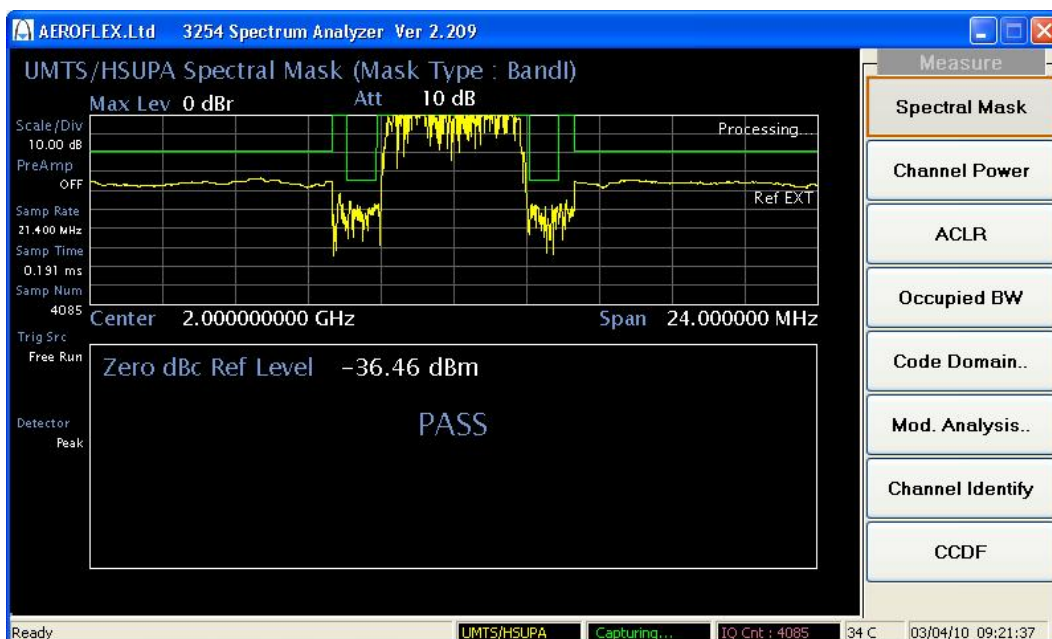 AEROFLEX.Ltd 3254 Spectrum Analyzer Ver 2.209
UMTS/HSUPA Spectral Mask (Mask Type : BandI)
Max Lev 0 dBr Att 10 dB
Scale/Div
10.00 dB
PreAmp
OFF
Samp Rate
21.400 MHz
Samp Time
0.191 ms
Samp Num
4085
Trig Src
Free Run
Detector
Peak
Processing...
Ref EXT
Center 2.000000000 GHz Span 24.000000 MHz
Zero dBc Ref Level -36.46 dBm
PASS
Measure
Spectral Mask
Channel Power
ACLR
Occupied BW
Code Domain..
Mod. Analysis..
Channel Identify
CCDF
Ready UMTS/HSUPA Capturing... IQ Cnt : 4085 34 C 03/04/10 09:21:37